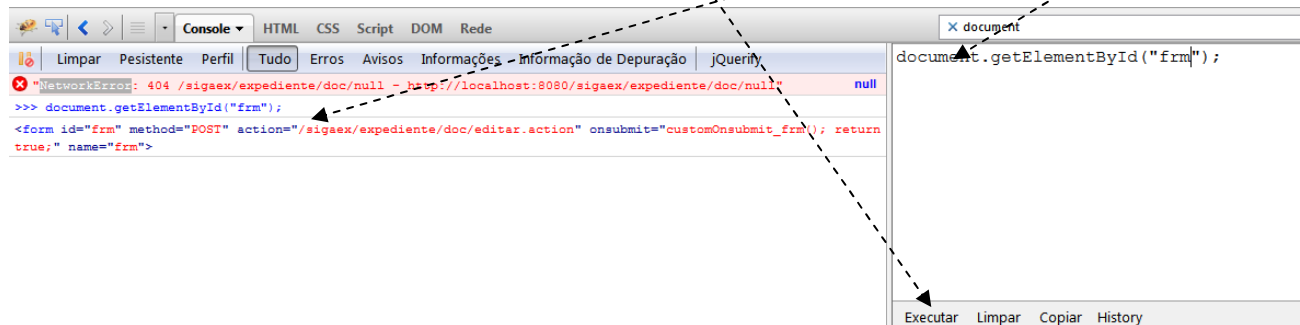 Console HTML CSS Script DOM Rede
Limpar Pesistente Perfil Tudo Erros Avisos Informações Informação de Depuração jQuerify
"NetworkError: 404 /sigaex/expediente/doc/null - http://localhost:8080/sigaex/expediente/doc/null" null
>>> document.getElementById("frm");
<form id="frm" method="POST" action="/sigaex/expediente/doc/editar.action" onsubmit="customOnsubmit_frm(); return
true;" name="frm">
document
document.getElementById("frm");
Executar Limpar Copiar History